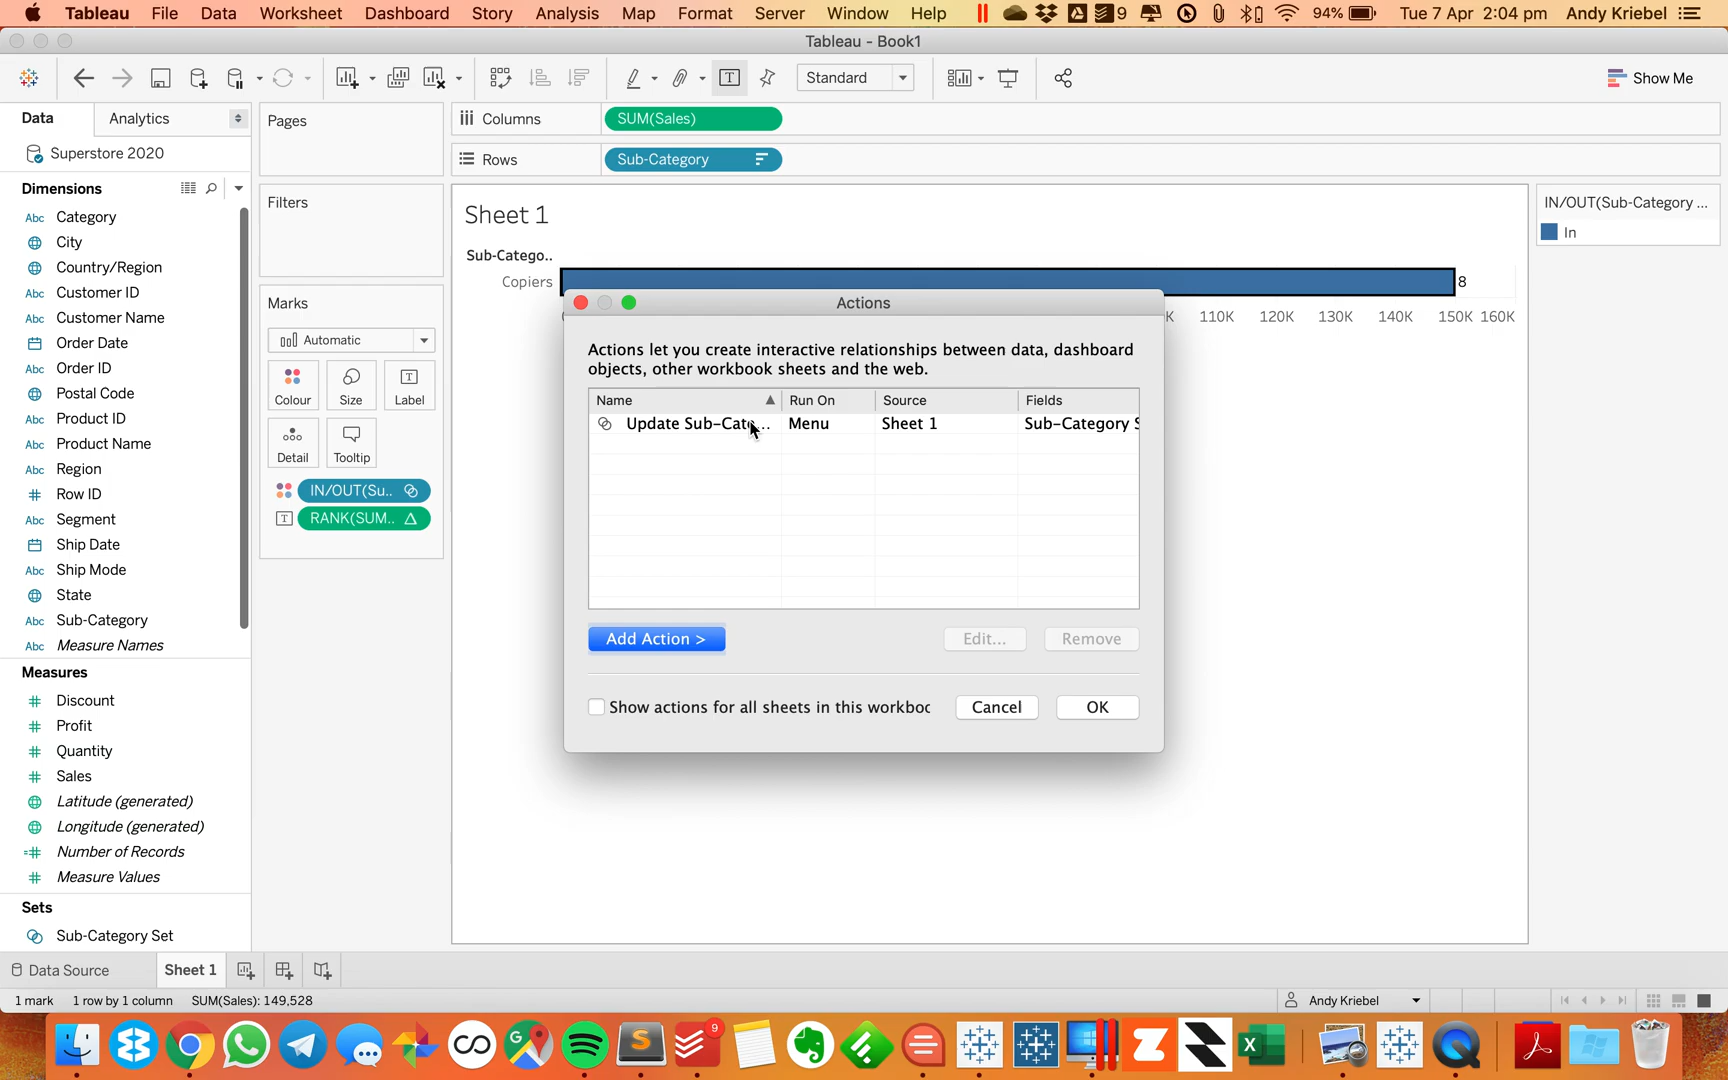 Tableau File Data Worksheet Dashboard Story Analysis Map Format Server Window Help 9 94% Tue 7 Apr 2:04 pm Andy Kriebel
Tableau - Book1
Standard Show Me
Data Analytics
Superstore 2020
Dimensions
Category
City
Country/Region
Customer ID
Customer Name
Order Date
Order ID
Postal Code
Product ID
Product Name
Region
Row ID
Segment
Ship Date
Ship Mode
State
Sub-Category
Measure Names
Measures
Discount
Profit
Quantity
Sales
Latitude (generated)
Longitude (generated)
Number of Records
Measure Values
Sets
Sub-Category Set
Pages
Filters
Marks
Automatic
Colour Size Label
Detail Tooltip
IN/OUT(Su..
RANK(SUM..
Columns SUM(Sales)
Rows Sub-Category
Sheet 1
Sub-Catego..
Copiers 8
K 110K 120K 130K 140K 150K 160K
IN/OUT(Sub-Category ...
In
Actions
Actions let you create interactive relationships between data, dashboard
objects, other workbook sheets and the web.
Name Run On Source Fields
Update Sub-Cate... Menu Sheet 1 Sub-Category S
Add Action > Edit... Remove
Show actions for all sheets in this workboo Cancel OK
Data Source Sheet 1
1 mark 1 row by 1 column SUM(Sales): 149,528 Andy Kriebel
9